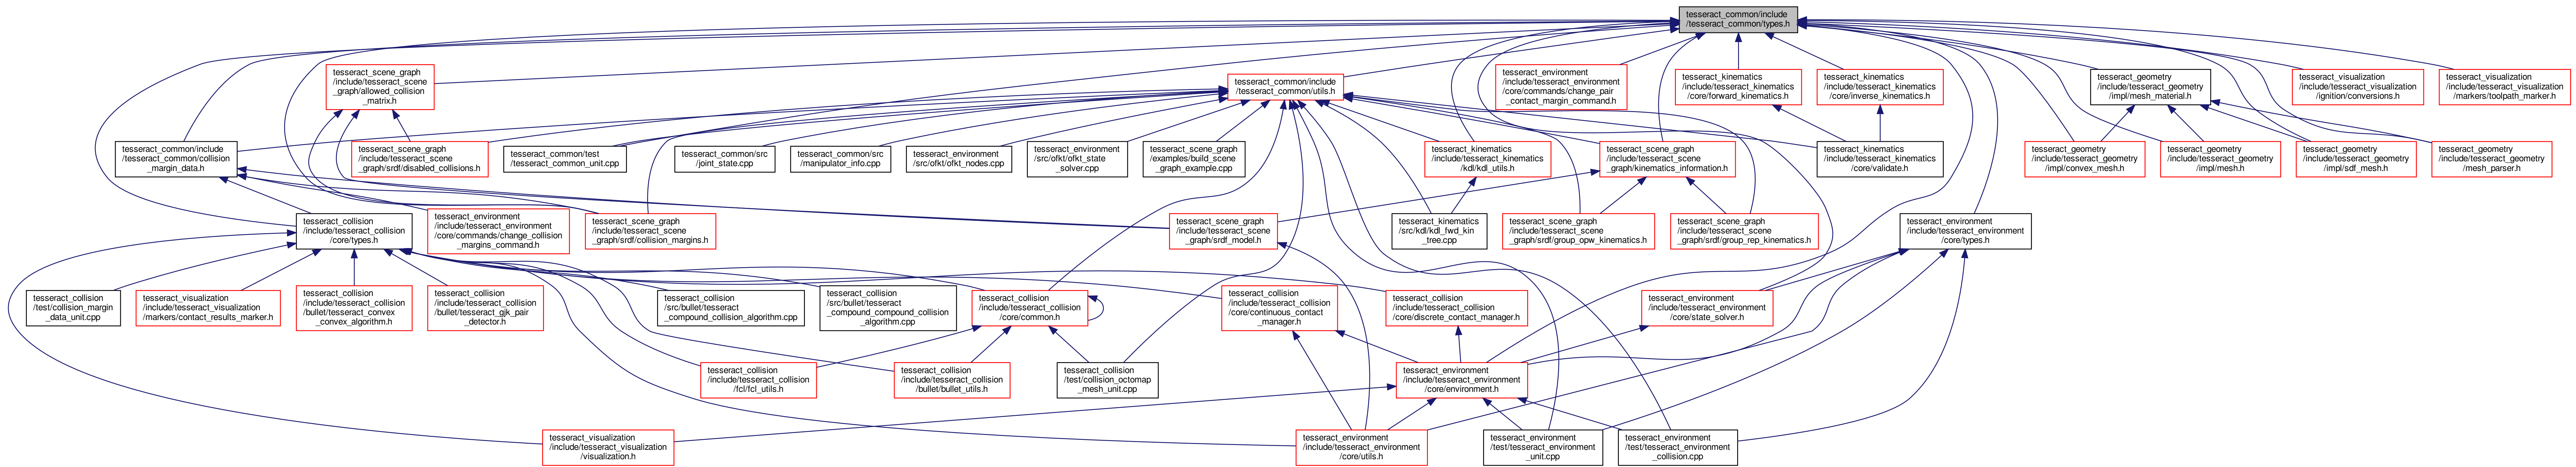 tesseract_common/include
/tesseract_common/types.h
tesseract_scene_graph
/include/tesseract_scene
_graph/allowed_collision
_matrix.h
tesseract_common/include
/tesseract_common/utils.h
tesseract_environment
/include/tesseract_environment
/core/commands/change_pair
_contact_margin_command.h
tesseract_kinematics
/include/tesseract_kinematics
/core/forward_kinematics.h
tesseract_kinematics
/include/tesseract_kinematics
/core/inverse_kinematics.h
tesseract_geometry
/include/tesseract_geometry
/impl/mesh_material.h
tesseract_visualization
/include/tesseract_visualization
/ignition/conversions.h
tesseract_visualization
/include/tesseract_visualization
/markers/toolpath_marker.h
tesseract_common/include
/tesseract_common/collision
_margin_data.h
tesseract_scene_graph
/include/tesseract_scene
_graph/srdf/disabled_collisions.h
tesseract_common/test
/tesseract_common_unit.cpp
tesseract_common/src
/joint_state.cpp
tesseract_common/src
/manipulator_info.cpp
tesseract_environment
/src/ofkt/ofkt_nodes.cpp
tesseract_environment
/src/ofkt/ofkt_state
_solver.cpp
tesseract_scene_graph
/examples/build_scene
_graph_example.cpp
tesseract_kinematics
/include/tesseract_kinematics
/kdl/kdl_utils.h
tesseract_scene_graph
/include/tesseract_scene
_graph/kinematics_information.h
tesseract_kinematics
/include/tesseract_kinematics
/core/validate.h
tesseract_geometry
/include/tesseract_geometry
/impl/convex_mesh.h
tesseract_geometry
/include/tesseract_geometry
/impl/mesh.h
tesseract_geometry
/include/tesseract_geometry
/impl/sdf_mesh.h
tesseract_geometry
/include/tesseract_geometry
/mesh_parser.h
tesseract_collision
/include/tesseract_collision
/core/types.h
tesseract_environment
/include/tesseract_environment
/core/commands/change_collision
_margins_command.h
tesseract_scene_graph
/include/tesseract_scene
_graph/srdf/collision_margins.h
tesseract_scene_graph
/include/tesseract_scene
_graph/srdf_model.h
tesseract_kinematics
/src/kdl/kdl_fwd_kin
_tree.cpp
tesseract_scene_graph
/include/tesseract_scene
_graph/srdf/group_opw_kinematics.h
tesseract_scene_graph
/include/tesseract_scene
_graph/srdf/group_rep_kinematics.h
tesseract_environment
/include/tesseract_environment
/core/types.h
tesseract_collision
/test/collision_margin
_data_unit.cpp
tesseract_visualization
/include/tesseract_visualization
/markers/contact_results_marker.h
tesseract_collision
/include/tesseract_collision
/bullet/tesseract_convex
_convex_algorithm.h
tesseract_collision
/include/tesseract_collision
/bullet/tesseract_gjk_pair
_detector.h
tesseract_collision
/src/bullet/tesseract
_compound_collision_algorithm.cpp
tesseract_collision
/src/bullet/tesseract
_compound_compound_collision
_algorithm.cpp
tesseract_collision
/include/tesseract_collision
/core/common.h
tesseract_collision
/include/tesseract_collision
/core/continuous_contact
_manager.h
tesseract_collision
/include/tesseract_collision
/core/discrete_contact_manager.h
tesseract_environment
/include/tesseract_environment
/core/state_solver.h
tesseract_collision
/include/tesseract_collision
/fcl/fcl_utils.h
tesseract_collision
/include/tesseract_collision
/bullet/bullet_utils.h
tesseract_collision
/test/collision_octomap
_mesh_unit.cpp
tesseract_environment
/include/tesseract_environment
/core/environment.h
tesseract_visualization
/include/tesseract_visualization
/visualization.h
tesseract_environment
/include/tesseract_environment
/core/utils.h
tesseract_environment
/test/tesseract_environment
_unit.cpp
tesseract_environment
/test/tesseract_environment
_collision.cpp